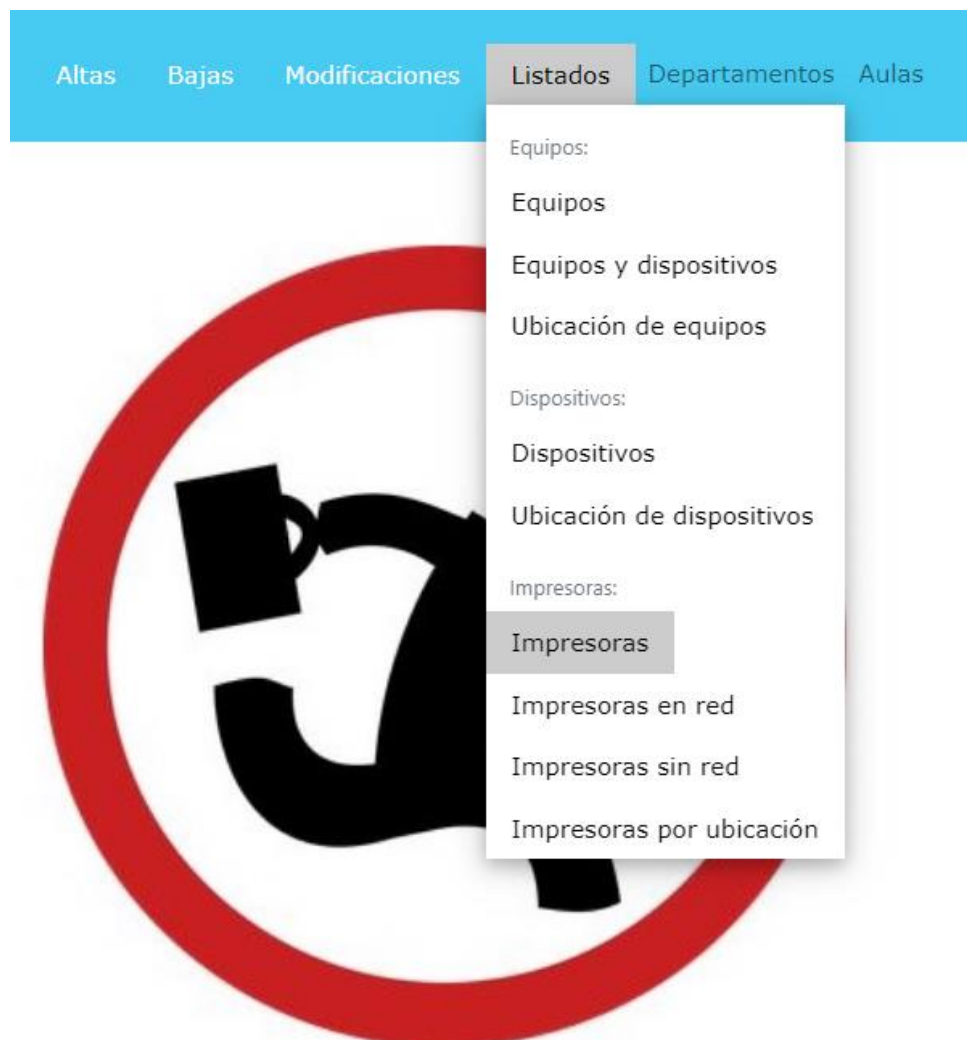 Altas Bajas Modificaciones Listados Departamentos Aulas
Equipos:
Equipos
Equipos y dispositivos
Ubicación de equipos
Dispositivos:
Dispositivos
Ubicación de dispositivos
Impresoras:
Impresoras
Impresoras en red
Impresoras sin red
Impresoras por ubicación